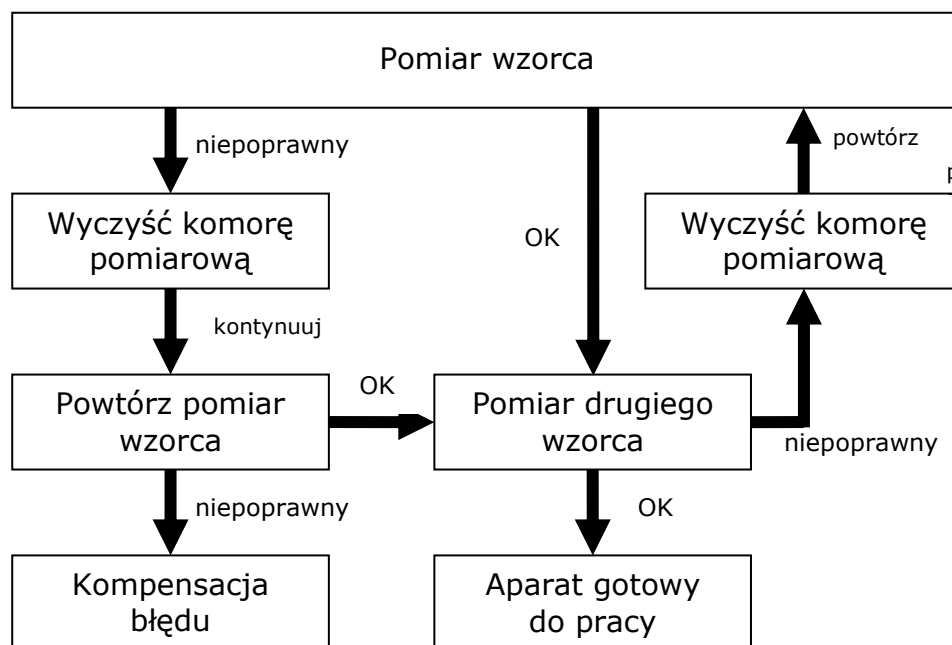 Pomiar wzorca
niepoprawny
powtórz
Wyczyść komorę
pomiarową
OK
Wyczyść komorę
pomiarową
kontynuuj
Powtórz pomiar
wzorca
OK
Pomiar drugiego
wzorca
niepoprawny
niepoprawny
OK
Kompensacja
błędu
Aparat gotowy
do pracy